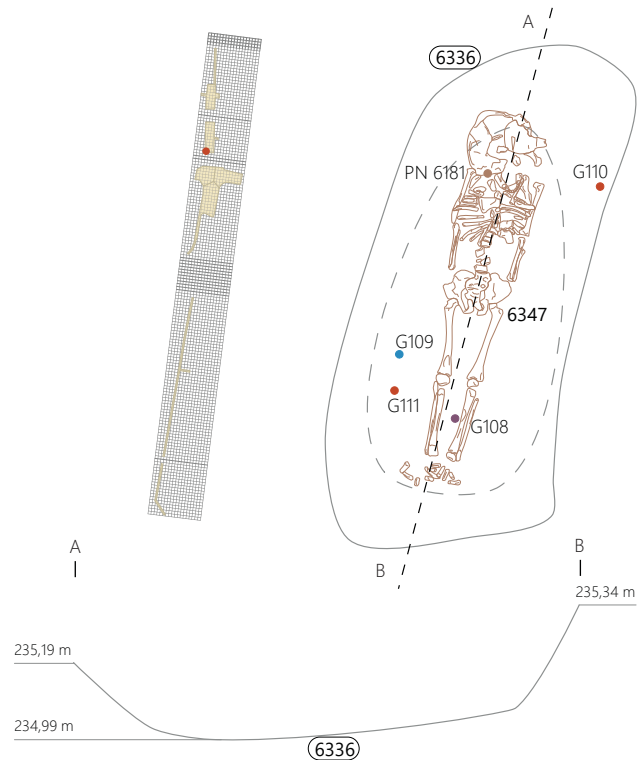 A
6336
PN 6181
G110
6347
G109
G111
G108
B
A
B
235,34 m
235,19 m
234,99 m
6336